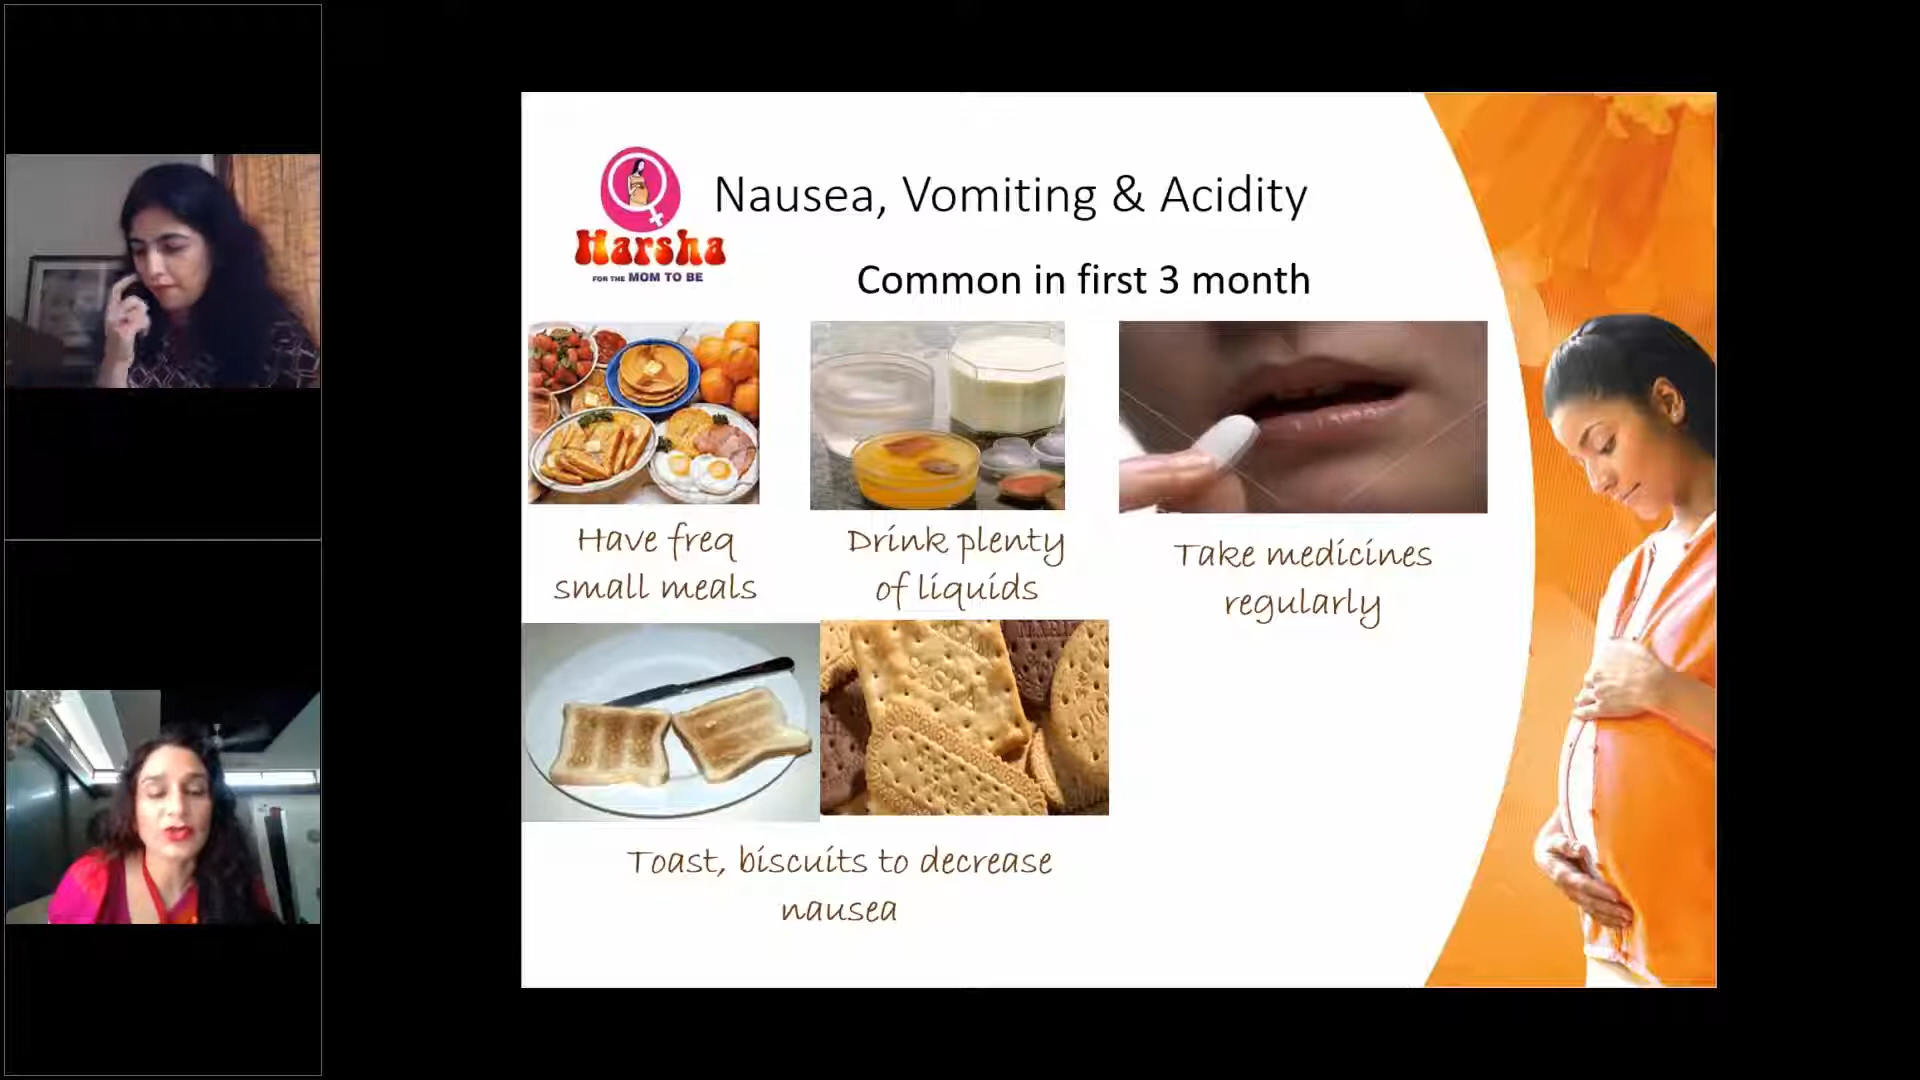 Nausea, Vomiting & Acidity
Harsha
FOR THE MOM TO BE
Common in first 3 month
Have freq
small meals
Drink plenty
of liquids
Take medicines
regularly
Toast, biscuits to decrease
nausea